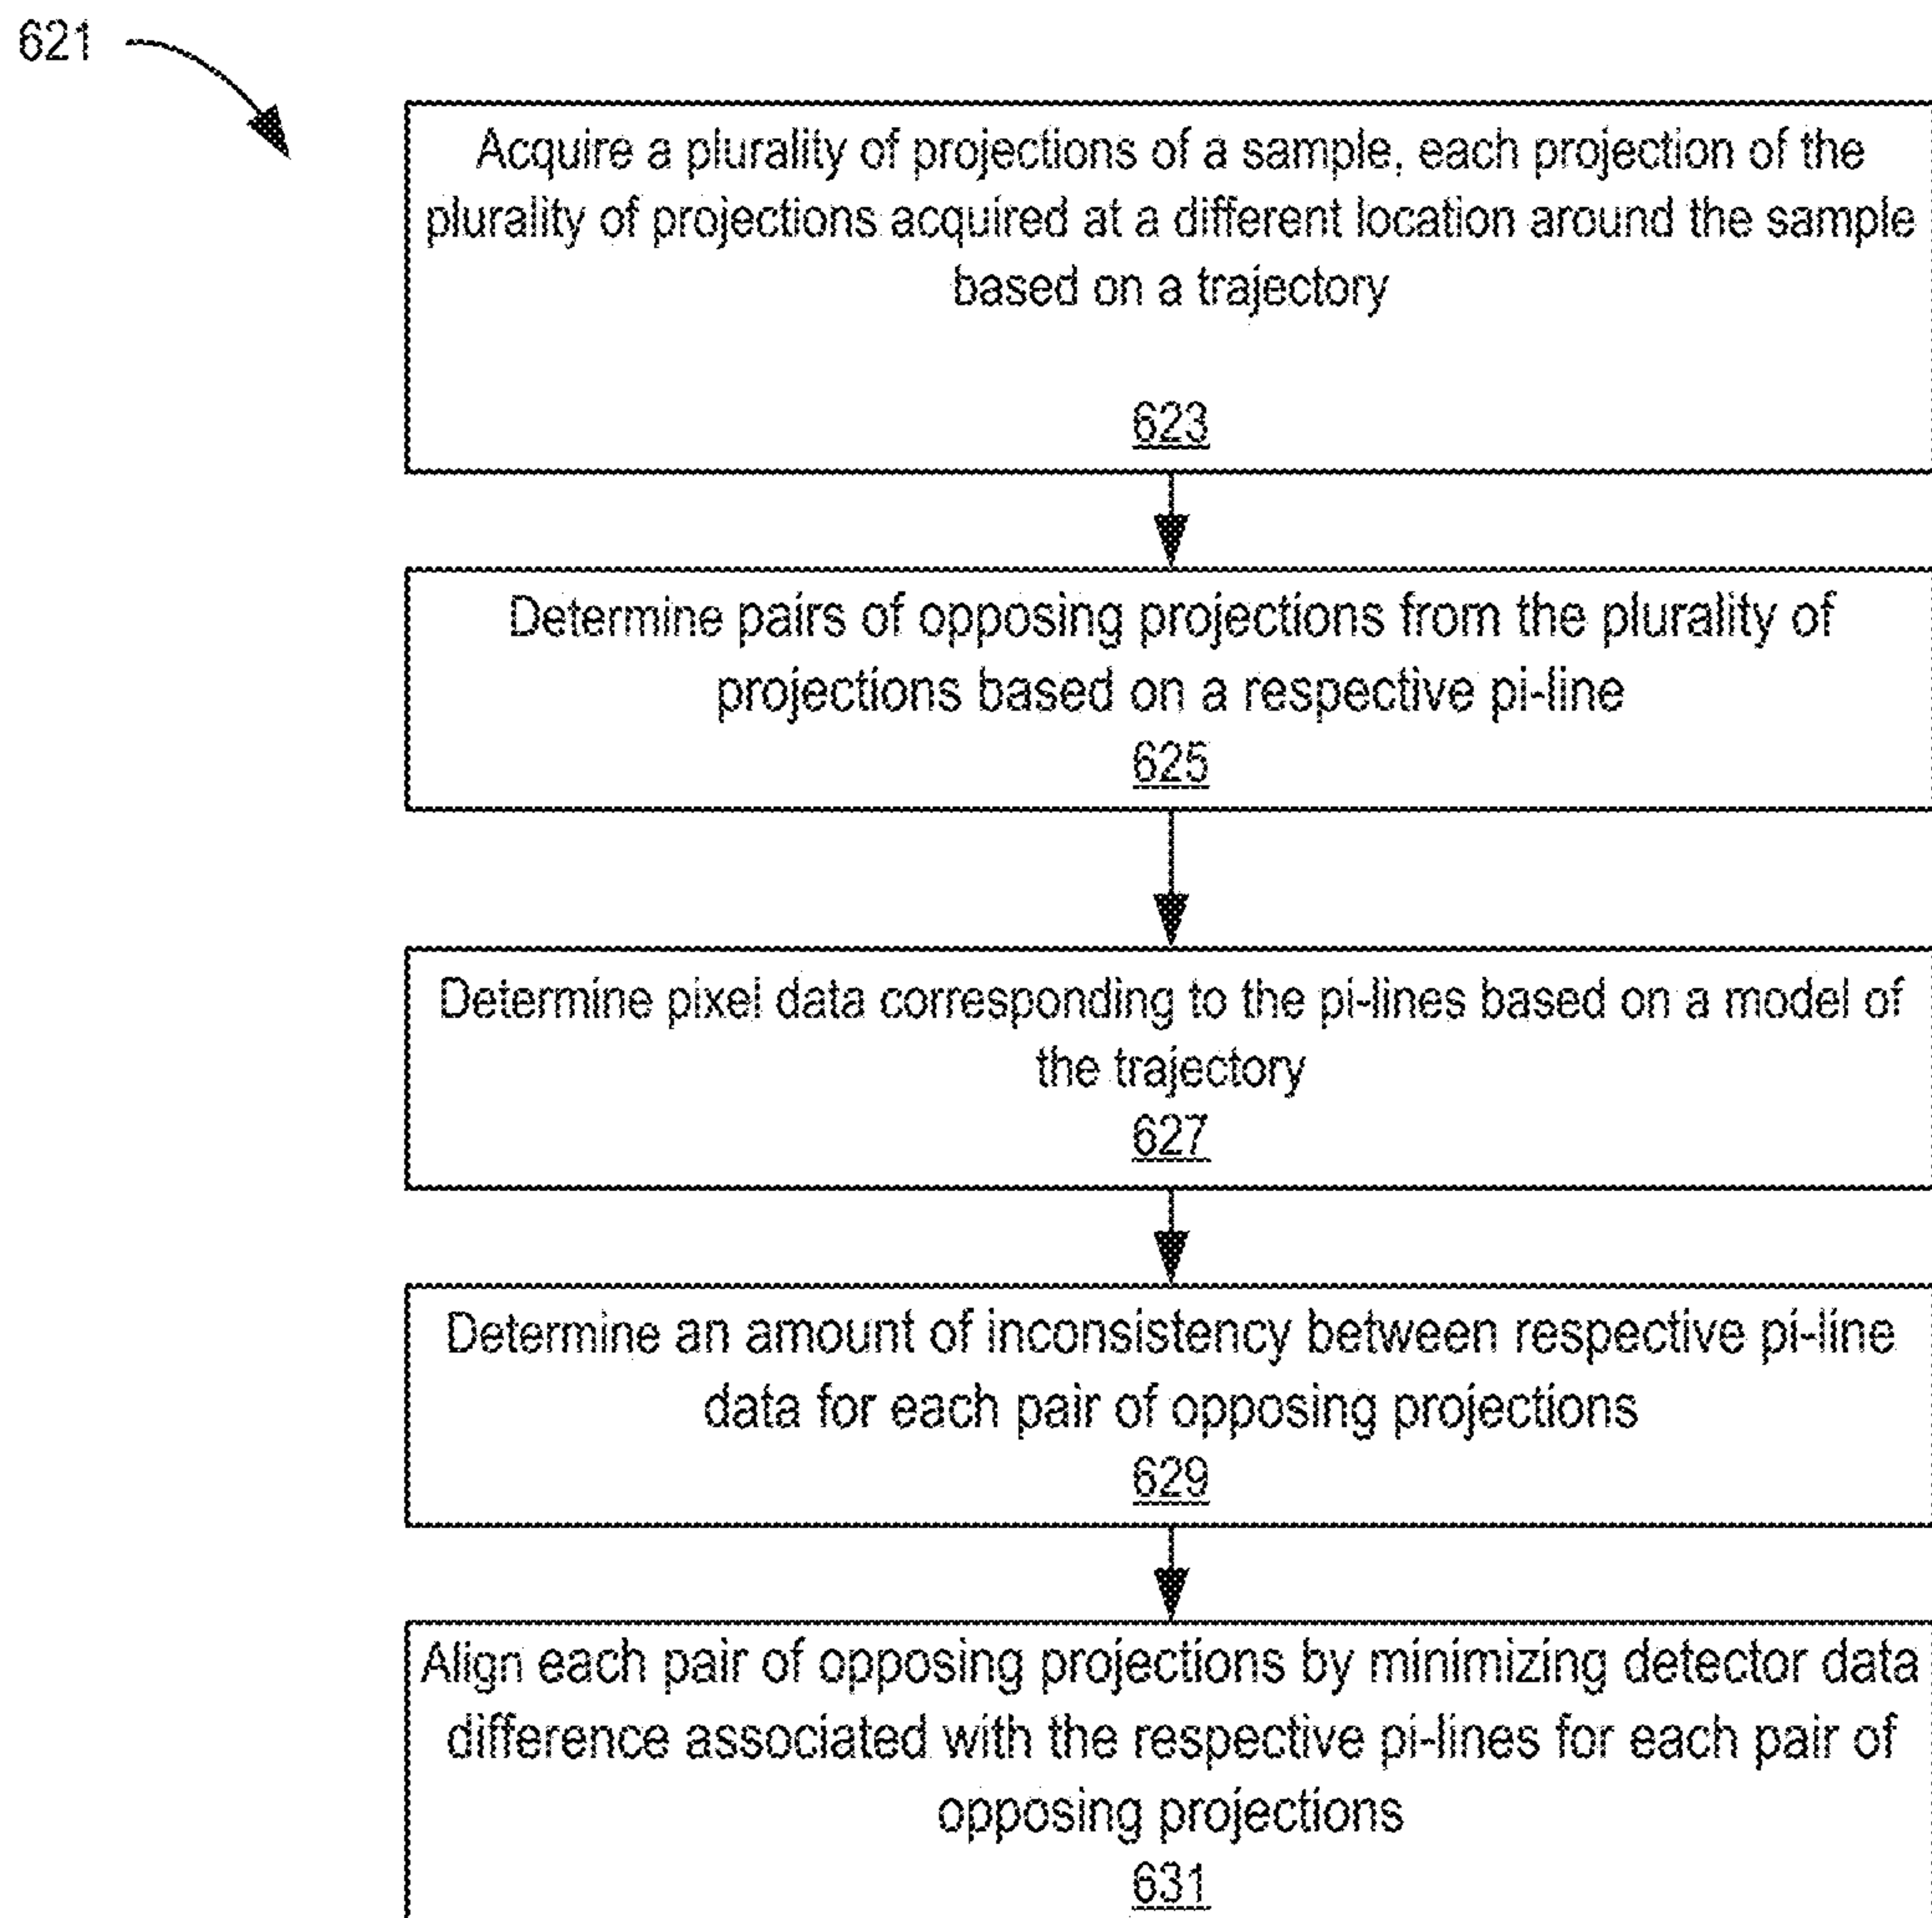 621
Acquire a plurality of projections of a sample, each projection of the
plurality of projections acquired at a different location around the sample
based on a trajectory
623
Determine pairs of opposing projections from the plurality of
projections based on a respective pi-line
625
Determine pixel data corresponding to the pi-lines based on a model of
the trajectory
627
Determine an amount of inconsistency between respective pi-line
data for each pair of opposing projections
629
Align each pair of opposing projections by minimizing detector data
difference associated with the respective pi-lines for each pair of
opposing projections
631